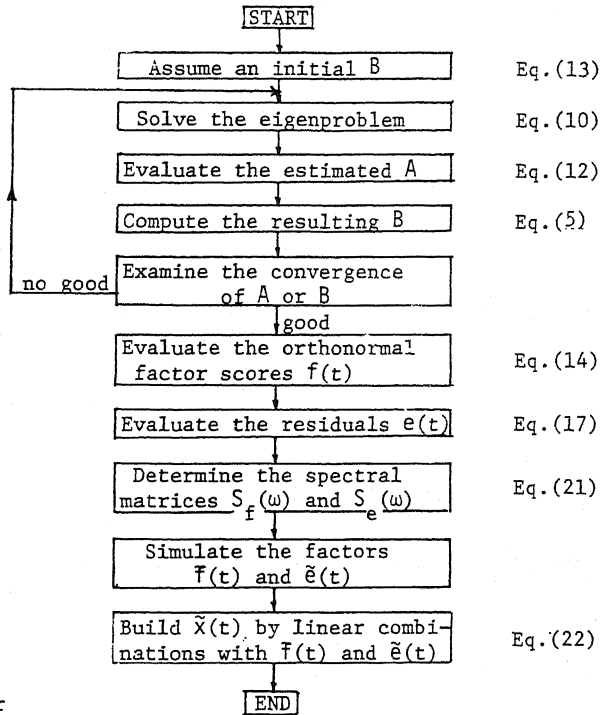 START
Assume an initial B Eq.(13)
Solve the eigenproblem Eq.(10)
Evaluate the estimated A Eq.(12)
Compute the resulting B Eq.(5)
Examine the convergence
of A or B
no good
good
Evaluate the orthonormal
factor scores f(t) Eq.(14)
Evaluate the residuals e(t) Eq.(17)
Determine the spectral
matrices S_f(ω) and S_e(ω) Eq.(21)
Simulate the factors
f̄(t) and ẽ(t)
Build x̃(t) by linear combi-
nations with f̄(t) and ẽ(t) Eq.(22)
END